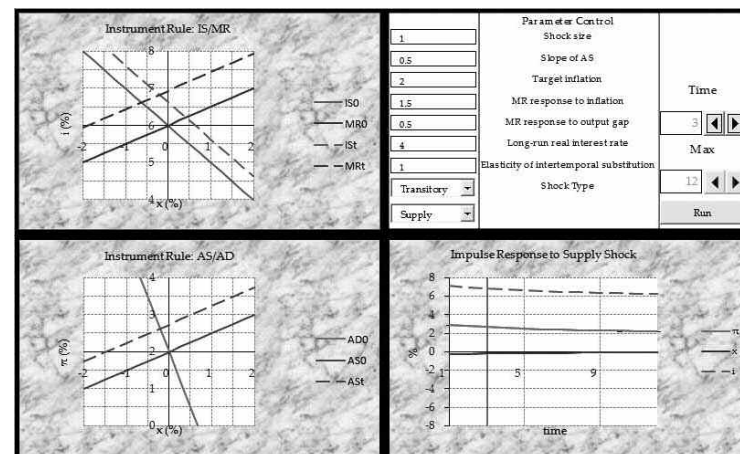 Instrument Rule: IS/MR
8
7
6
5
4
-2
-1
0
1
2
i (%)
x (%)
IS0
MR0
ISt
MRt
Parameter Control
1 Shock size
0.5 Slope of AS
2 Target inflation
1.5 MR response to inflation
0.5 MR response to output gap
4 Long-run real interest rate
1 Elasticity of intertemporal substitution
Transitory Shock Type
Supply
Time
3
Max
12
Run
Instrument Rule: AS/AD
4
3
2
1
0
-2
-1
0
1
2
π (%)
x (%)
AD0
AS0
ASt
Impulse Response to Supply Shock
8
6
4
2
0
-2
-4
-6
-8
1
5
9
%
time
π
x
i